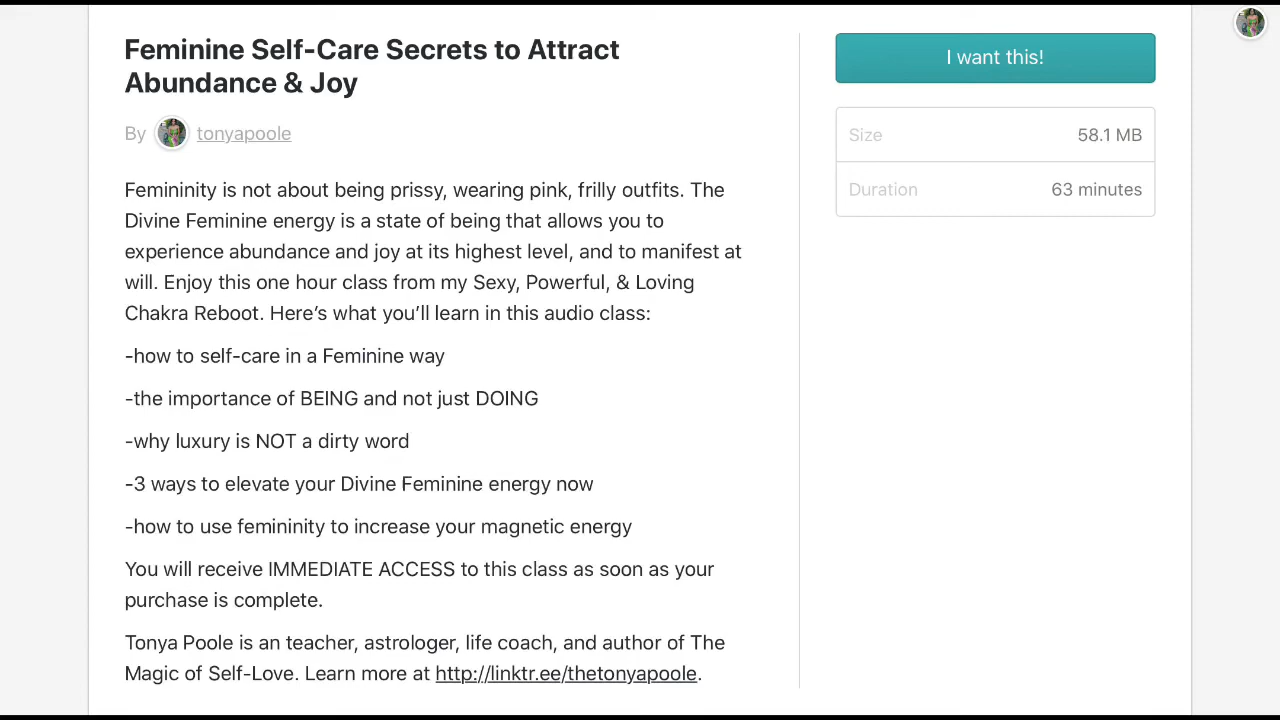 Feminine Self-Care Secrets to Attract
Abundance & Joy
By tonyapoole
Femininity is not about being prissy, wearing pink, frilly outfits. The
Divine Feminine energy is a state of being that allows you to
experience abundance and joy at its highest level, and to manifest at
will. Enjoy this one hour class from my Sexy, Powerful, & Loving
Chakra Reboot. Here’s what you’ll learn in this audio class:
-how to self-care in a Feminine way
-the importance of BEING and not just DOING
-why luxury is NOT a dirty word
-3 ways to elevate your Divine Feminine energy now
-how to use femininity to increase your magnetic energy
You will receive IMMEDIATE ACCESS to this class as soon as your
purchase is complete.
Tonya Poole is an teacher, astrologer, life coach, and author of The
Magic of Self-Love. Learn more at http://linktr.ee/thetonyapoole.
I want this!
Size 58.1 MB
Duration 63 minutes